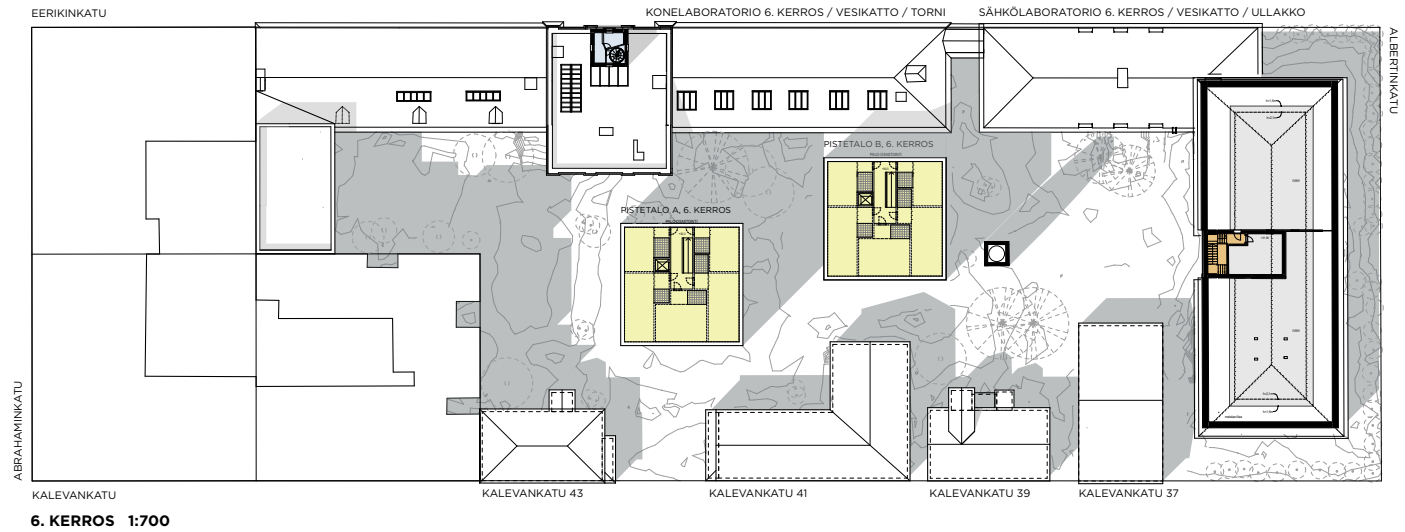 EERIKINKATU
KONELABORATORIO 6. KERROS / VESIKATTO / TORNI
SÄHKÖLABORATORIO 6. KERROS / VESIKATTO / ULLAKKO
ALBERTINKATU
PISTETALO B, 6. KERROS
PISTETALO A, 6. KERROS
ABRAHAMINKATU
KALEVANKATU
KALEVANKATU 43
KALEVANKATU 41
KALEVANKATU 39
KALEVANKATU 37
6. KERROS 1:700